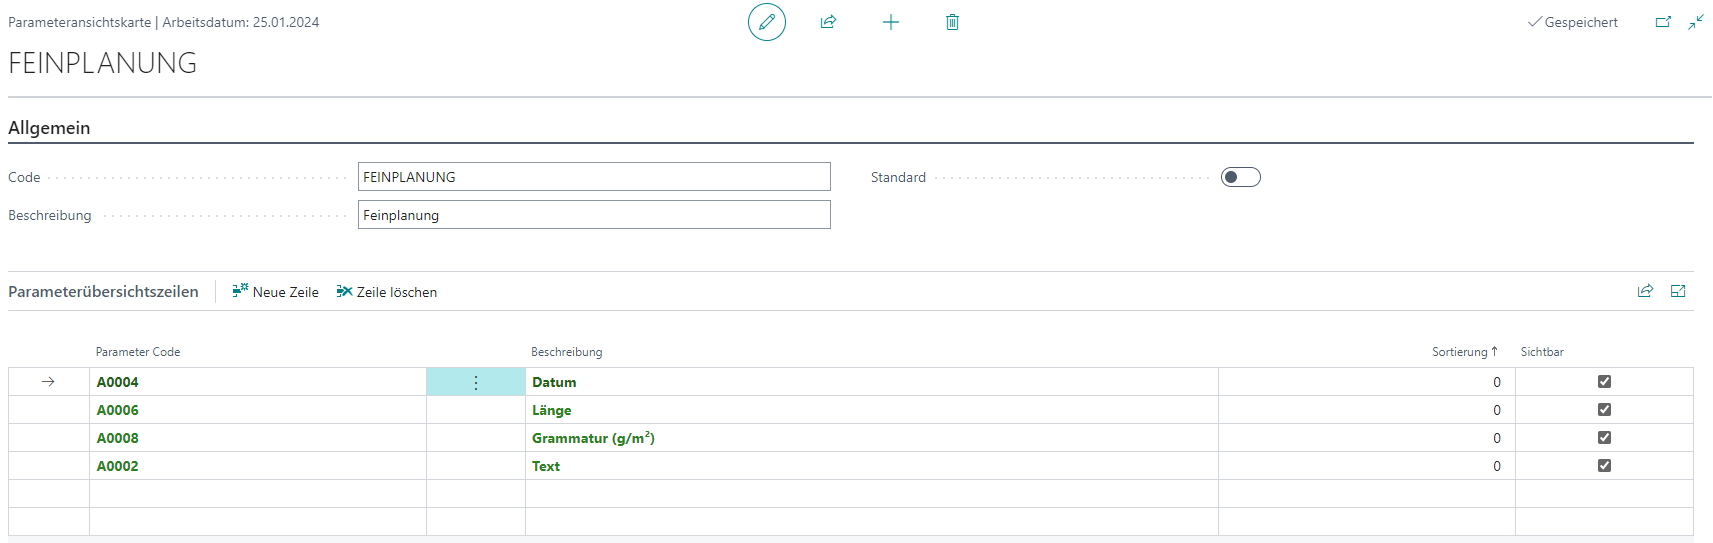 Parameteransichtskarte | Arbeitsdatum: 25.01.2024
Gespeichert
FEINPLANUNG
Allgemein
Code FEINPLANUNG Standard
Beschreibung Feinplanung
Parameterübersichtszeilen Neue Zeile Zeile löschen
Parameter Code Beschreibung Sortierung ↑ Sichtbar
A0004 Datum 0
A0006 Länge 0
A0008 Grammatur (g/m²) 0
A0002 Text 0